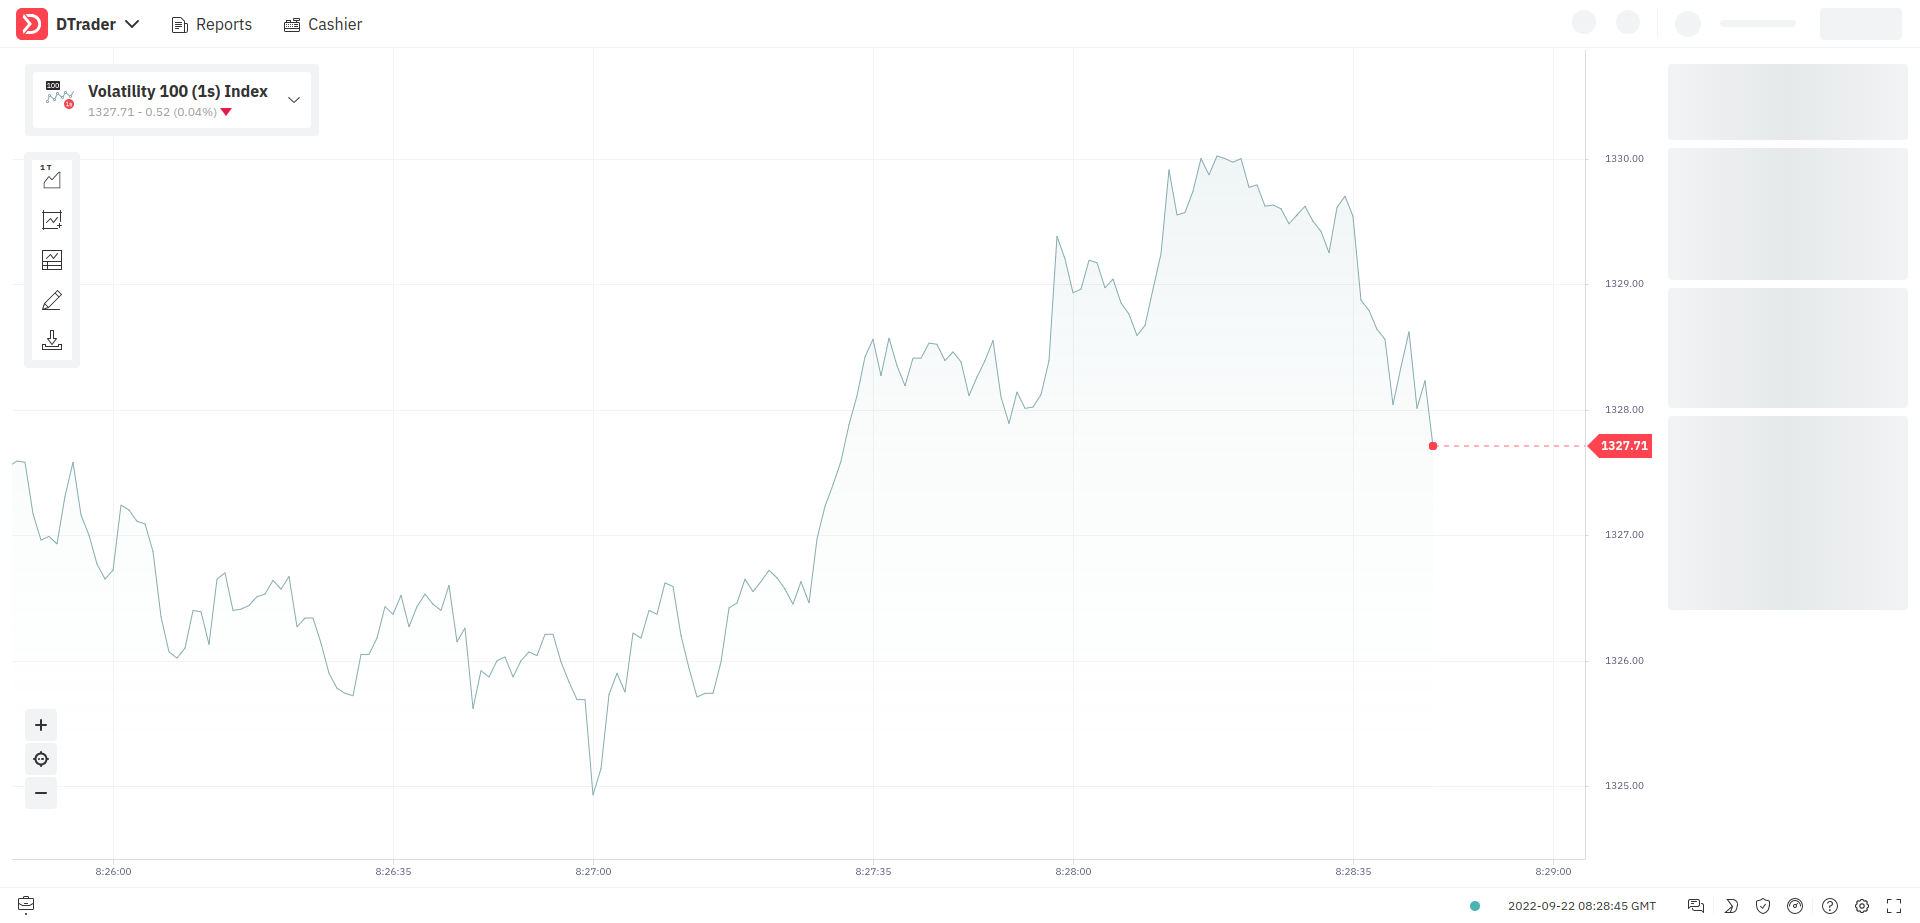 DTrader
Reports
Cashier
100
Volatility 100 (1s) Index
1s
1327.71 - 0.52 (0.04%)
1T
1330.00
1329.00
1328.00
1327.71
1327.00
1326.00
1325.00
8:26:00
8:26:35
8:27:00
8:27:35
8:28:00
8:28:35
8:29:00
2022-09-22 08:28:45 GMT